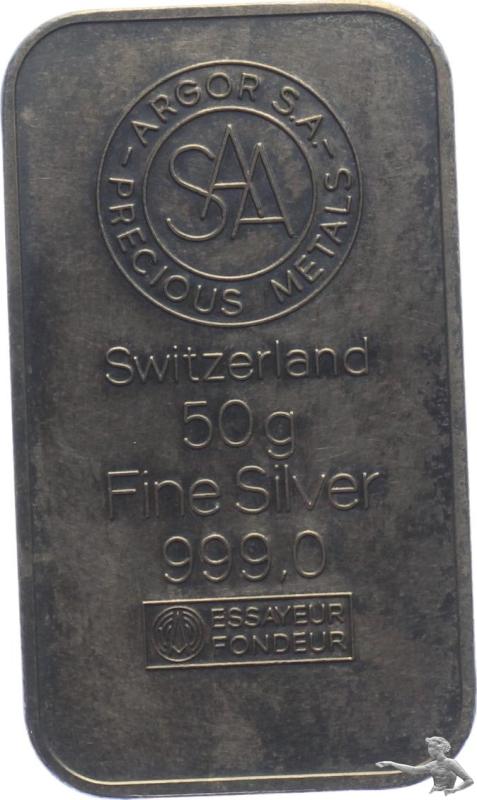 ARGOR S.A.
PRECIOUS METALS
SAA
Switzerland
50g
Fine Silver
999,0
ESSAYEUR
FONDEUR